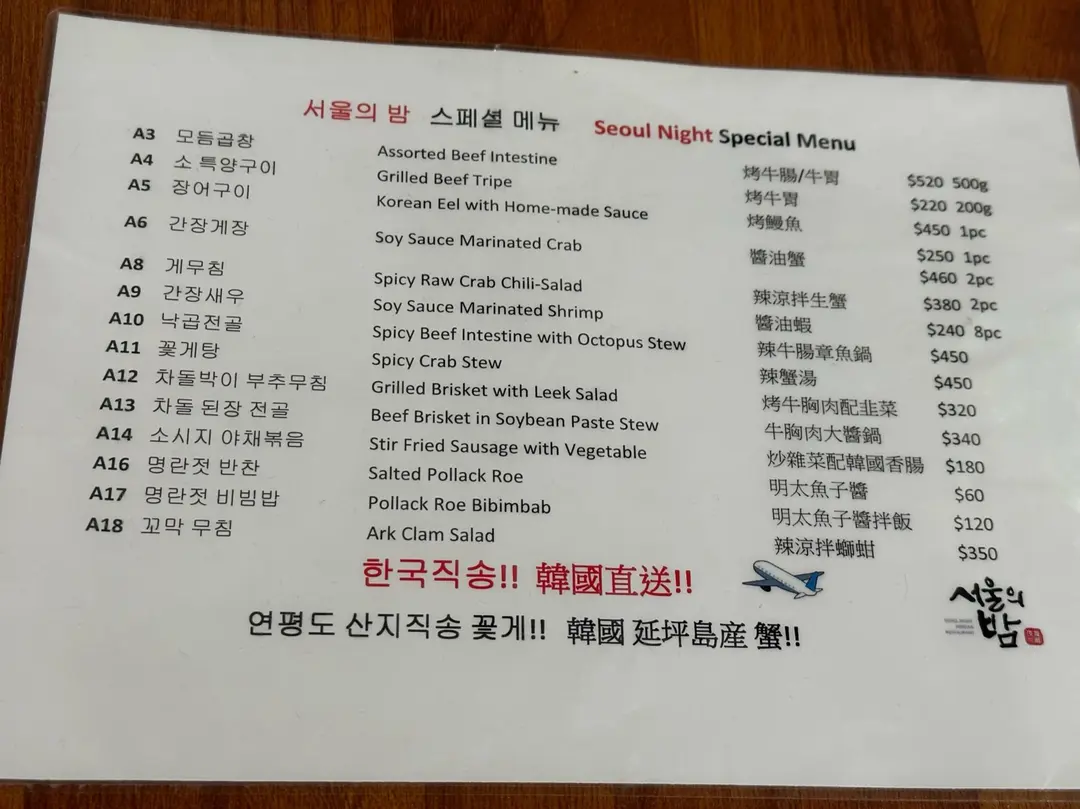 서울의 밤 스페셜 메뉴 Seoul Night Special Menu
A3 모듬곱창 Assorted Beef Intestine 烤牛腸/牛胃 $520 500g
A4 소 특양구이 Grilled Beef Tripe 烤牛胃 $220 200g
A5 장어구이 Korean Eel with Home-made Sauce 烤鰻魚 $450 1pc
A6 간장게장 Soy Sauce Marinated Crab 醬油蟹 $250 1pc
$460 2pc
A8 게무침 Spicy Raw Crab Chili-Salad 辣涼拌生蟹 $380 2pc
A9 간장새우 Soy Sauce Marinated Shrimp 醬油蝦 $240 8pc
A10 낙곱전골 Spicy Beef Intestine with Octopus Stew 辣牛腸章魚鍋 $450
A11 꽃게탕 Spicy Crab Stew 辣蟹湯 $450
A12 차돌박이 부추무침 Grilled Brisket with Leek Salad 烤牛胸肉配韭菜 $320
A13 차돌 된장 전골 Beef Brisket in Soybean Paste Stew 牛胸肉大醬鍋 $340
A14 소시지 야채볶음 Stir Fried Sausage with Vegetable 炒雜菜配韓國香腸 $180
A16 명란젓 반찬 Salted Pollack Roe 明太魚子醬 $60
A17 명란젓 비빔밥 Pollack Roe Bibimbab 明太魚子醬拌飯 $120
A18 꼬막 무침 Ark Clam Salad 辣涼拌螄蚶 $350
한국직송!! 韓國直送!!
연평도 산지직송 꽃게!! 韓國 延坪島産 蟹!!
서울의
밤